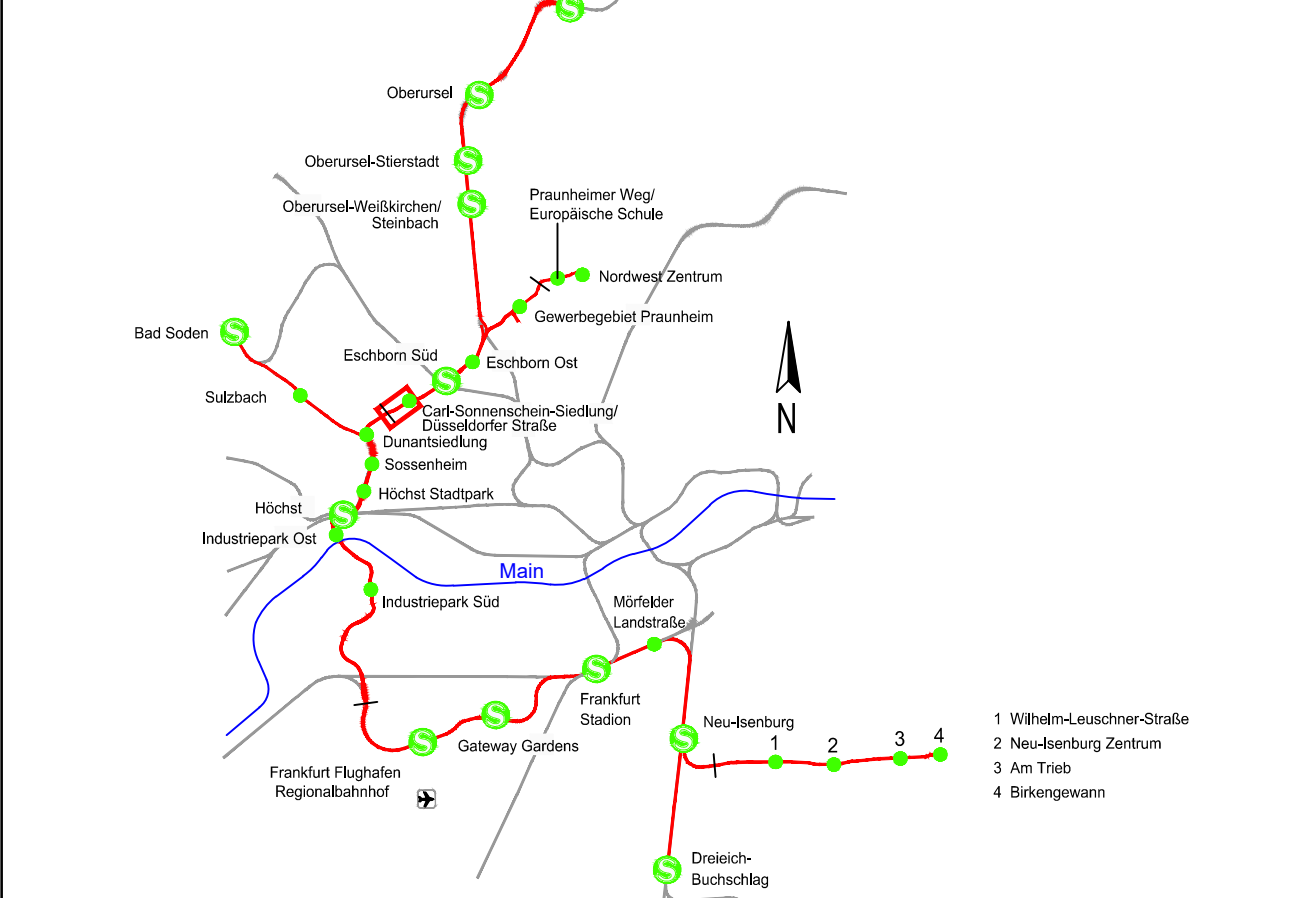 S
Oberursel
S
Oberursel-Stierstadt
S
Oberursel-Weißkirchen/
Steinbach
S
Praunheimer Weg/
Europäische Schule
Nordwest Zentrum
Gewerbegebiet Praunheim
Bad Soden
S
Eschborn Süd
S
Eschborn Ost
Sulzbach
Carl-Sonnenschein-Siedlung/
Düsseldorfer Straße
Dunantsiedlung
N
Sossenheim
Höchst Stadtpark
Höchst
S
Industriepark Ost
Main
Industriepark Süd
Mörfelder
Landstraße
S
Frankfurt
Stadion
S
Gateway Gardens
S
Frankfurt Flughafen
Regionalbahnhof
Neu-Isenburg
S
1
2
3
4
1 Wilhelm-Leuschner-Straße
2 Neu-Isenburg Zentrum
3 Am Trieb
4 Birkengewann
S
Dreieich-
Buchschlag